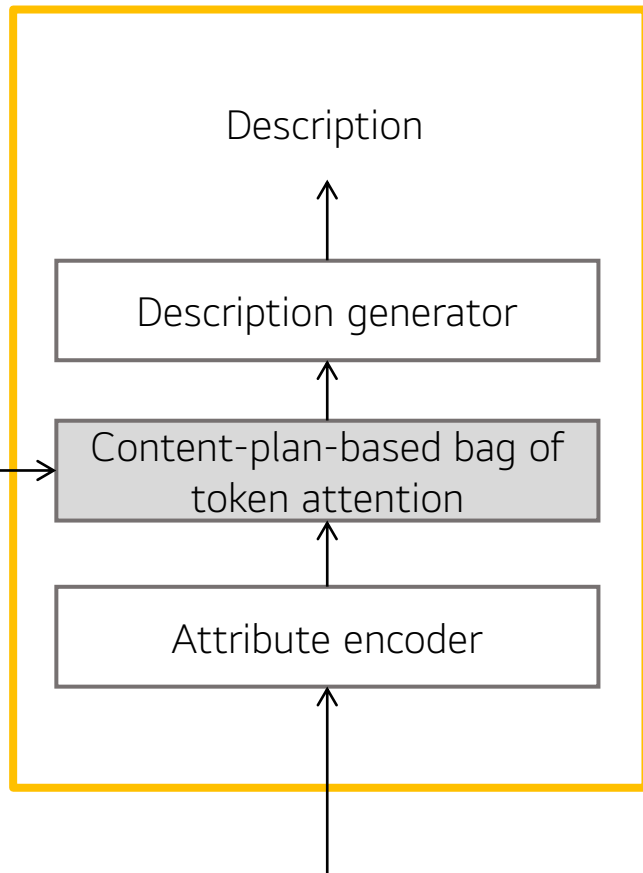 Description
Description generator
Content-plan-based bag of
token attention
Attribute encoder